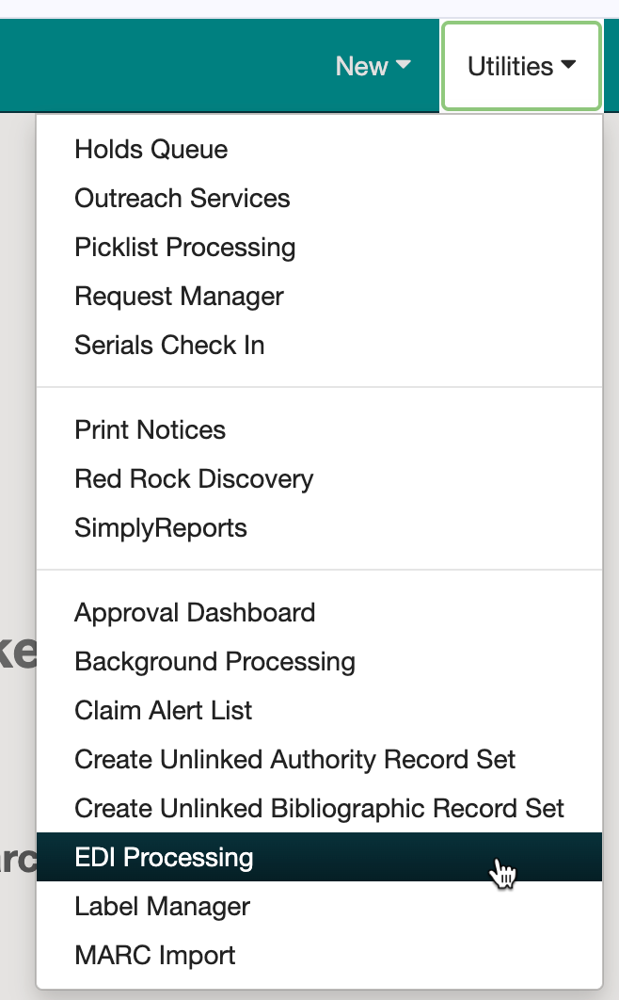 New
Utilities
Holds Queue
Outreach Services
Picklist Processing
Request Manager
Serials Check In
Print Notices
Red Rock Discovery
SimplyReports
Approval Dashboard
Background Processing
Claim Alert List
Create Unlinked Authority Record Set
Create Unlinked Bibliographic Record Set
EDI Processing
Label Manager
MARC Import